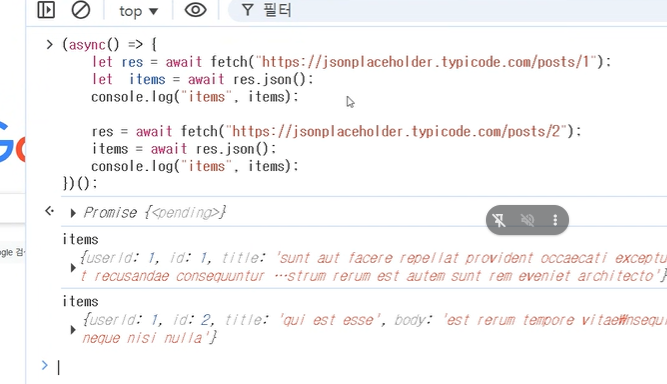 top ▼
필터
(async() => {
let res = await fetch("https://jsonplaceholder.typicode.com/posts/1");
let items = await res.json();
console.log("items", items);
res = await fetch("https://jsonplaceholder.typicode.com/posts/2");
items = await res.json();
console.log("items", items);
})();
Promise {<pending>}
items
{userId: 1, id: 1, title: 'sunt aut facere repellat provident occaecati exceptu
t recusandae consequuntur …strum rerum est autem sunt rem eveniet architecto'}
ogle 검
items
{userId: 1, id: 2, title: 'qui est esse', body: 'est rerum tempore vitae₩nsequi
neque nisi nulla'}